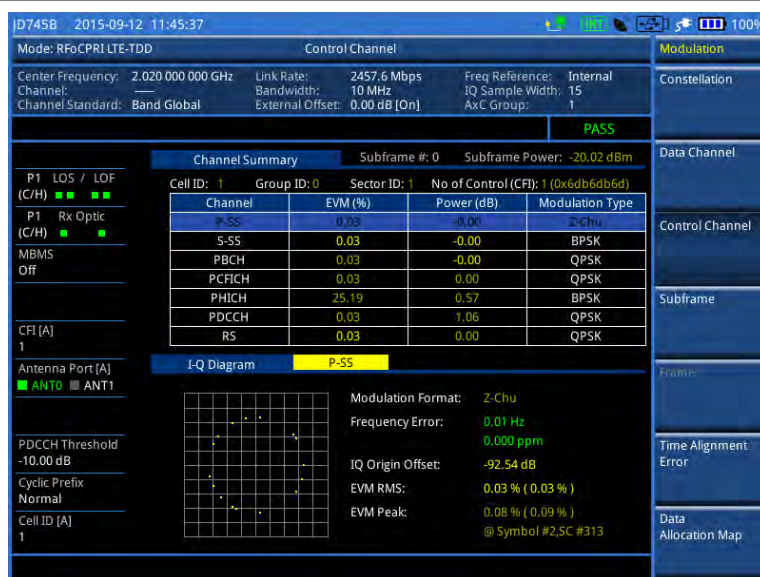 JD745B 2015-09-12 11:45:37 INT 100%
Mode: RFoCPRI LTE-TDD Control Channel Modulation
Center Frequency: 2.020 000 000 GHz Link Rate: 2457.6 Mbps Freq Reference: Internal
Channel: ---- Bandwidth: 10 MHz IQ Sample Width: 15
Channel Standard: Band Global External Offset: 0.00 dB [On] AxC Group: 1
Constellation
PASS
Channel Summary Subframe #: 0 Subframe Power: -20.02 dBm
Data Channel
P1 LOS / LOF
(C/H)
Cell ID: 1 Group ID: 0 Sector ID: 1 No of Control (CFI): 1 (0x6db6db6d)
Channel EVM (%) Power (dB) Modulation Type
P-SS 0.03 -0.00 Z-Chu
S-SS 0.03 -0.00 BPSK
PBCH 0.03 -0.00 QPSK
PCFICH 0.03 0.00 QPSK
PHICH 25.19 0.57 BPSK
PDCCH 0.03 1.06 QPSK
RS 0.03 0.00 QPSK
P1 Rx Optic
(C/H)
Control Channel
MBMS
Off
Subframe
CFI [A]
1
I-Q Diagram P-SS
Antenna Port [A]
ANT0 ANT1
Frame
Modulation Format: Z-Chu
Frequency Error: 0.01 Hz
0.000 ppm
IQ Origin Offset: -92.54 dB
EVM RMS: 0.03 % ( 0.03 % )
EVM Peak: 0.08 % ( 0.09 % )
@ Symbol #2,SC #313
PDCCH Threshold
-10.00 dB
Time Alignment
Error
Cyclic Prefix
Normal
Cell ID [A]
1
Data
Allocation Map